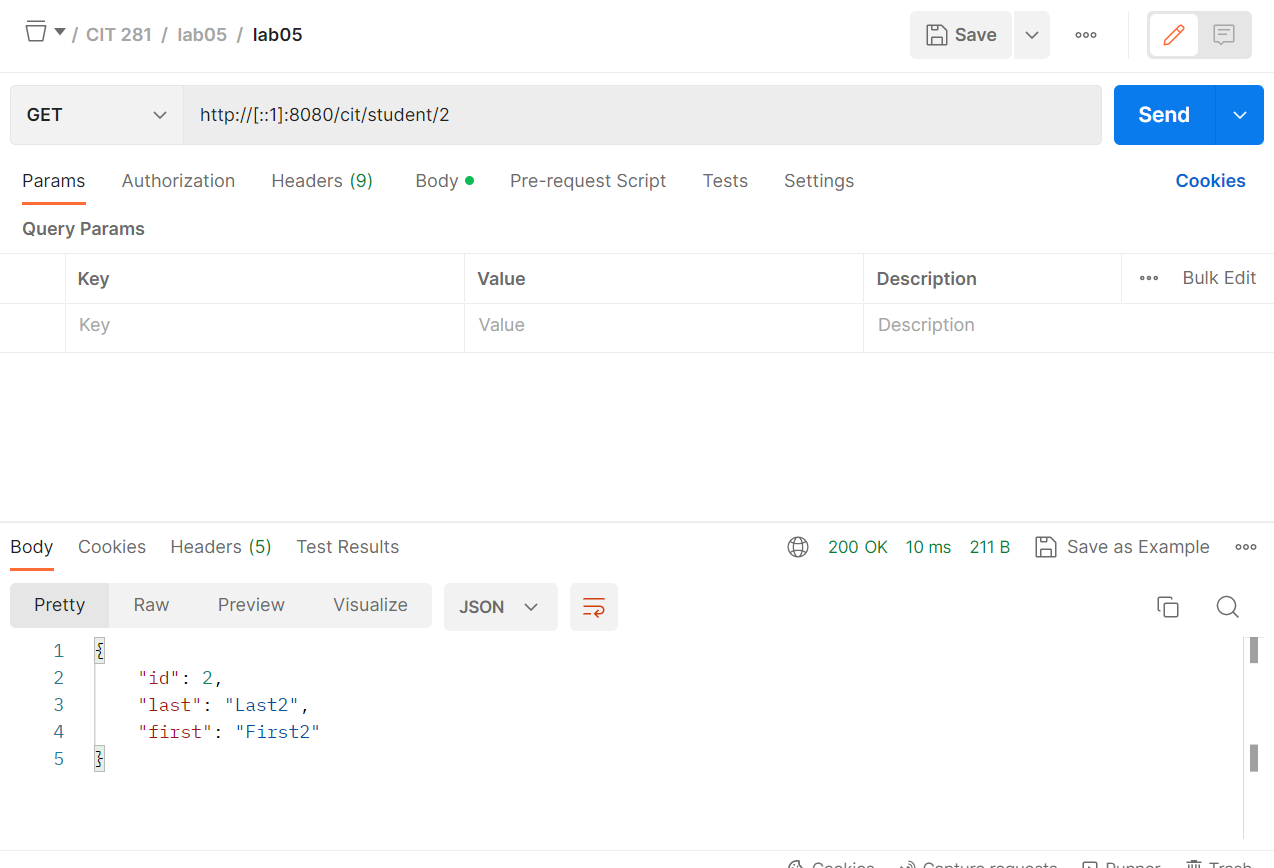 / CIT 281 / lab05 / lab05
Save
GET
http://[::1]:8080/cit/student/2
Send
Params Authorization Headers (9) Body Pre-request Script Tests Settings Cookies
Query Params
Key Value Description Bulk Edit
Key Value Description
Body Cookies Headers (5) Test Results 200 OK 10 ms 211 B Save as Example
Pretty Raw Preview Visualize JSON
1 {
2 "id": 2,
3 "last": "Last2",
4 "first": "First2"
5 }
Cookies Capture requests Runner Trash